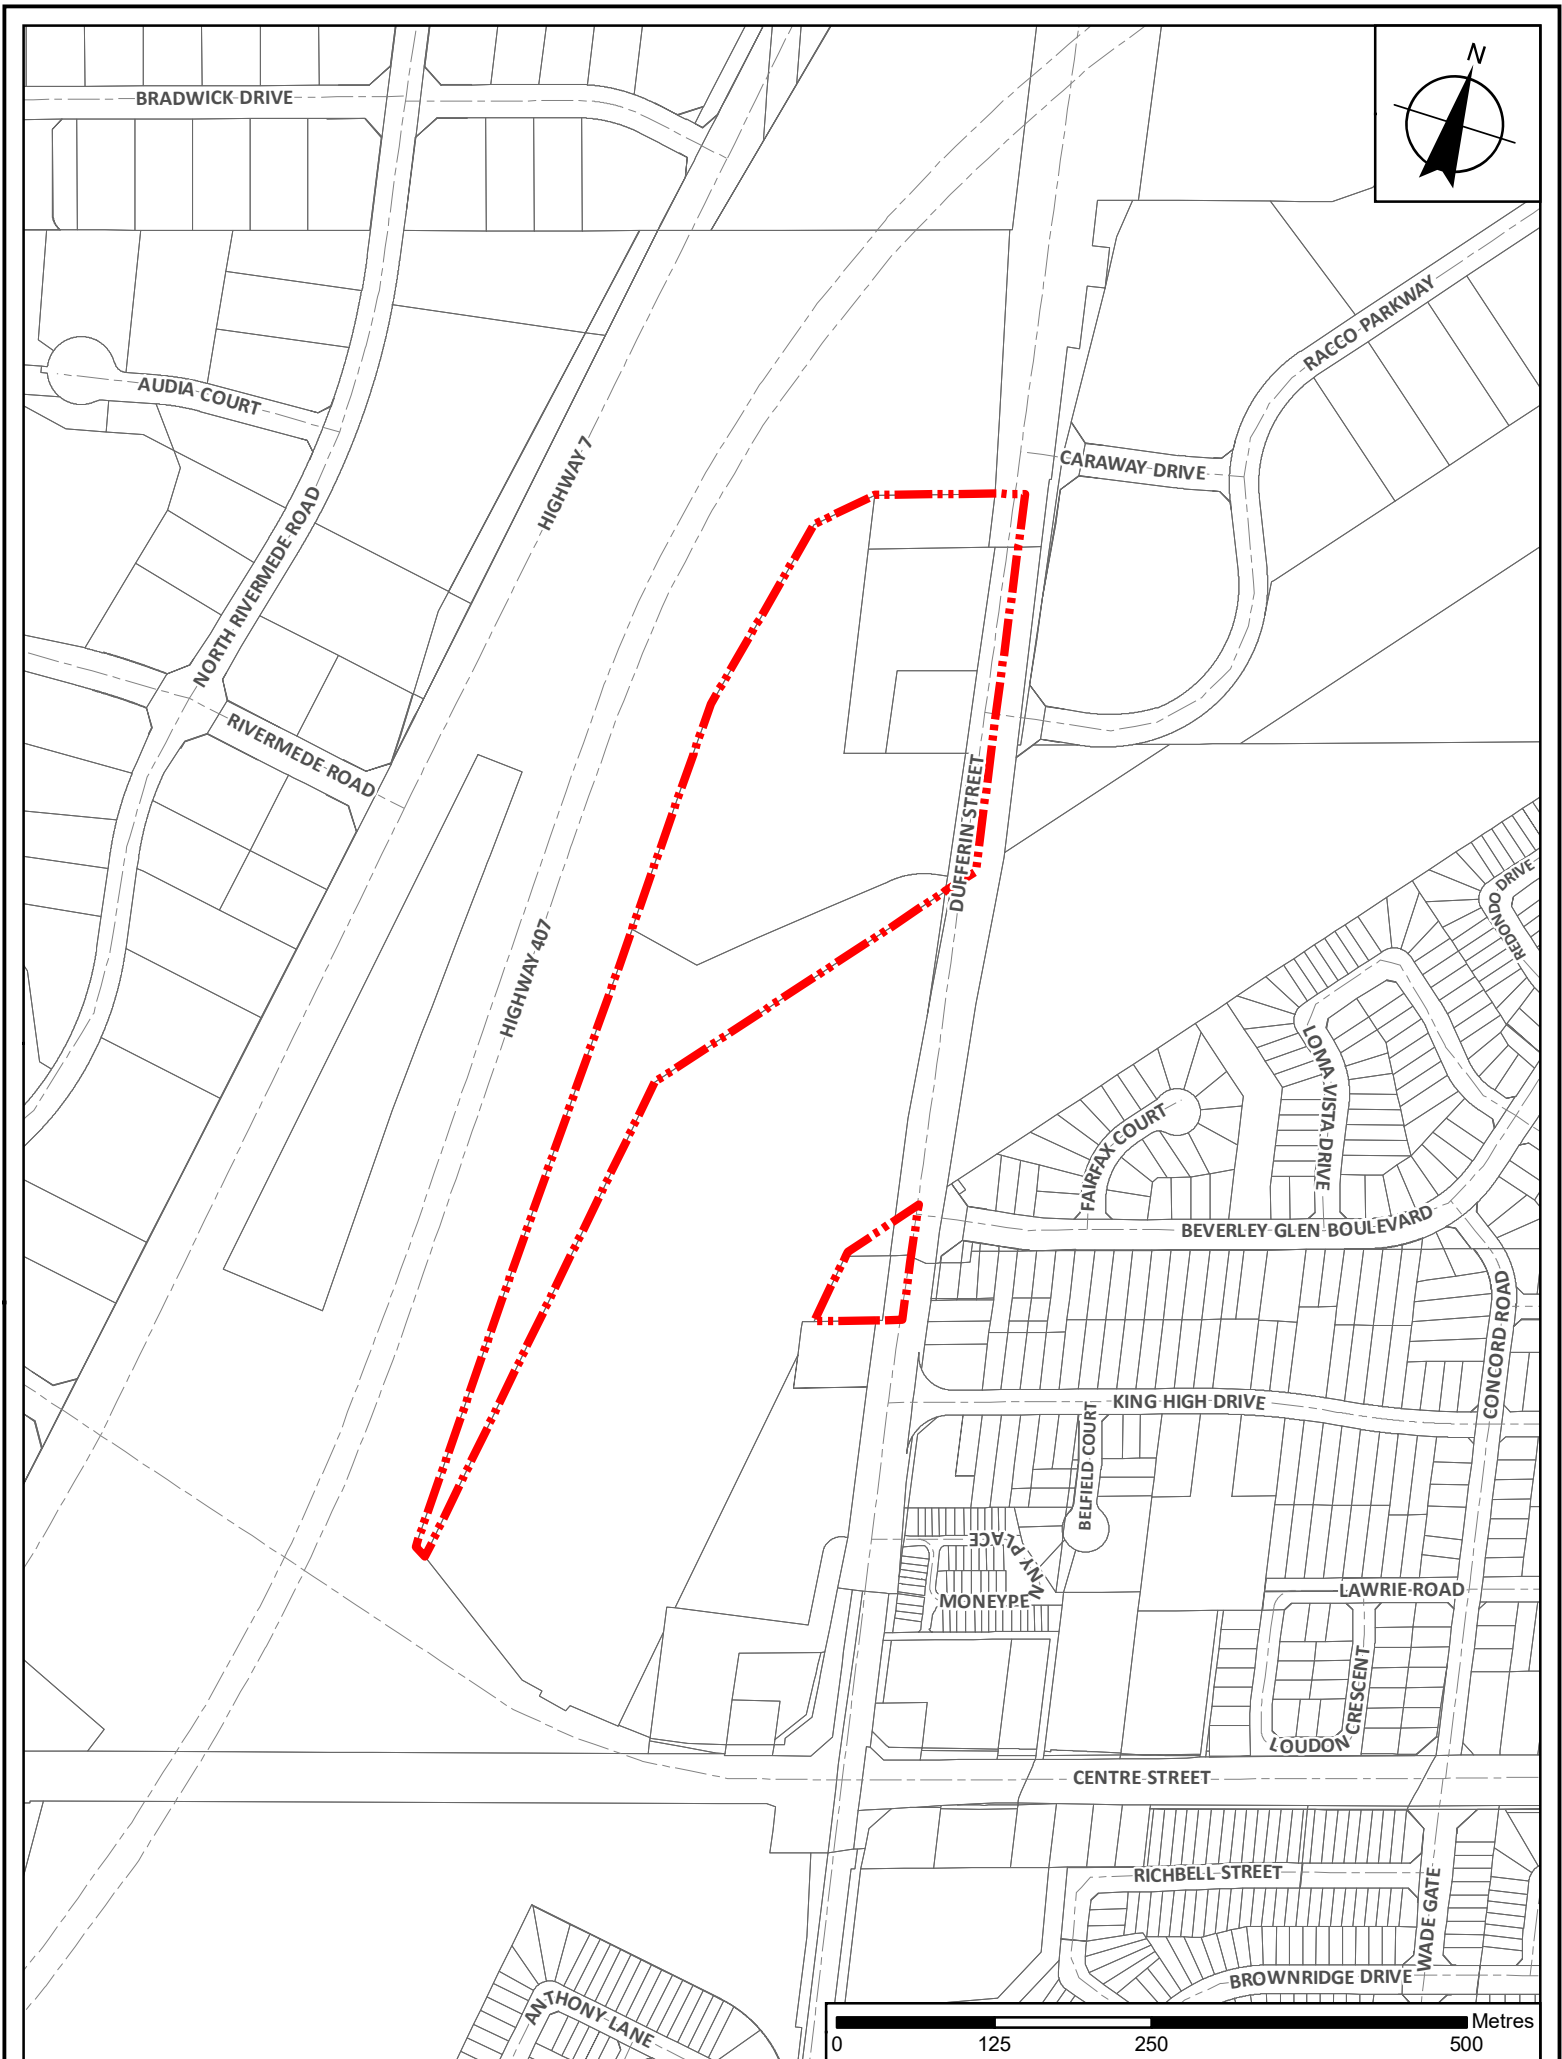 N
BRADWICK DRIVE
RACCO PARKWAY
AUDIA COURT
HIGHWAY 7
CARAWAY DRIVE
NORTH RIVERMEDE ROAD
RIVERMEDE ROAD
DUFFERIN STREET
REDONDO DRIVE
HIGHWAY 407
LOMA VISTA DRIVE
FAIRFAX COURT
BEVERLEY GLEN BOULEVARD
CONCORD ROAD
KING HIGH DRIVE
BELFIELD COURT
MONEYPENNY PLACE
LAWRIE ROAD
LOUDON CRESCENT
CENTRE STREET
RICHBELL STREET
WADE GATE
BROWNRIDGE DRIVE
ANTHONY LANE
Metres
0 125 250 500